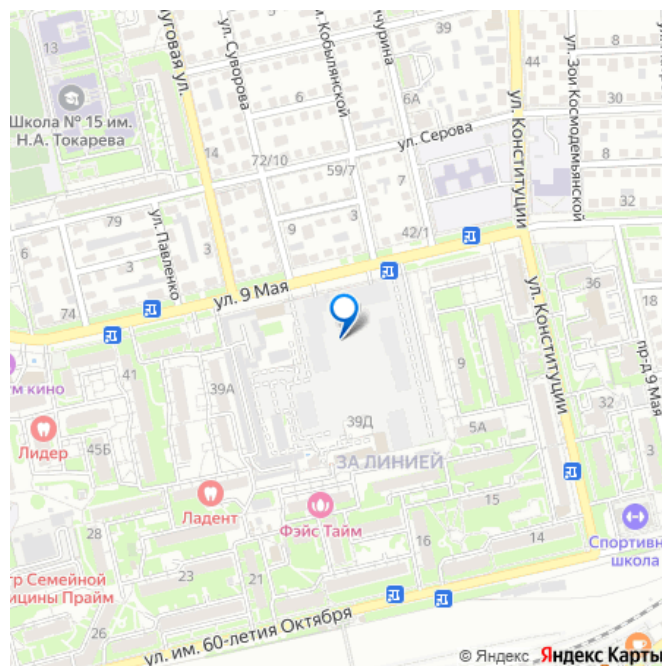 13
Луговая ул.
ул. Суворова
Кобылянской
8
ул. Зои Космодемьянской
44
6
6А
30
Школа № 15 им.
Н.А. Токарева
ул. Серова
ул. Конституции
14
72/10
59/7
7
8
32
79
ул. Павленко
9
3
42/1
6
3
3
ул. 9 Мая
36
74
18
ул. Конституции
пр-д 9 Мая
м кино
41
39А
9
Лидер
39Д
5А
32
45Б
ЗА ЛИНИЕЙ
3
Ладент
Фэйс Тайм
15
28
Спортивн
школа
16
14
тр Семейной
ицины Прайм
23
21
26
ул. им. 60-летия Октября
© Яндекс Яндекс Карты